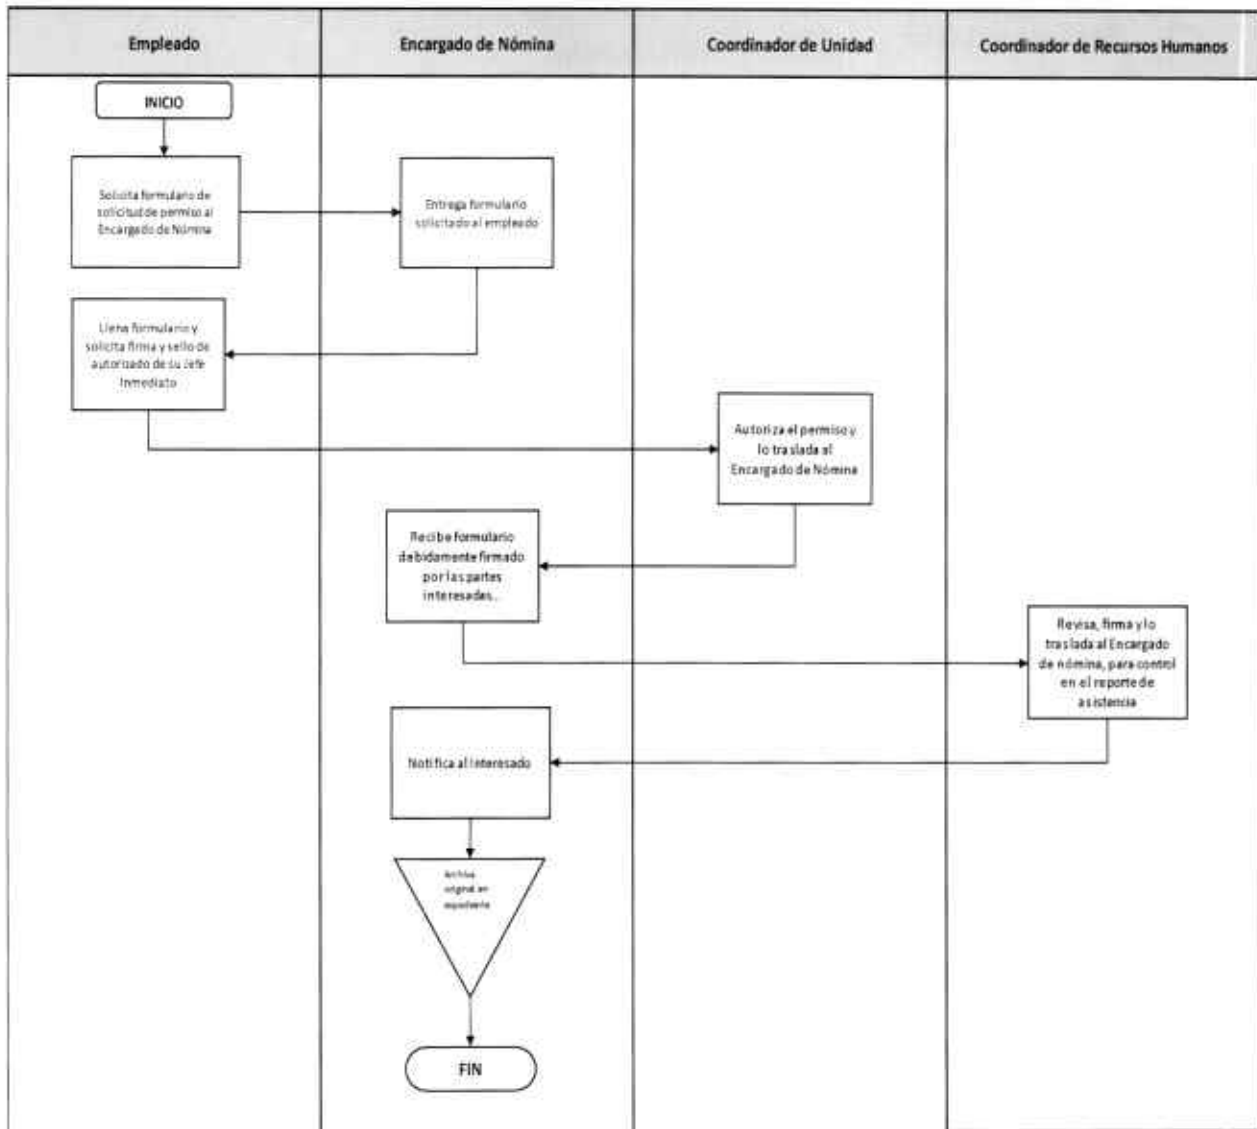 Empleado
Encargado de Nómina
Coordinador de Unidad
Coordinador de Recursos Humanos
INICIO
Solicita formulario de
solicitud de permiso al
Encargado de Nómina
Entrega formulario
solicitado al empleado
Llena formulario y
solicita firma y sello de
autorizado de su Jefe
Inmediato
Autoriza el permiso y
lo traslada al
Encargado de Nómina
Recibe formulario
debidamente firmado
por las partes
interesadas..
Revisa, firma y lo
traslada al Encargado
de nómina, para control
en el reporte de
asistencia
Notifica al Interesado
Archiva
original en
expediente
FIN